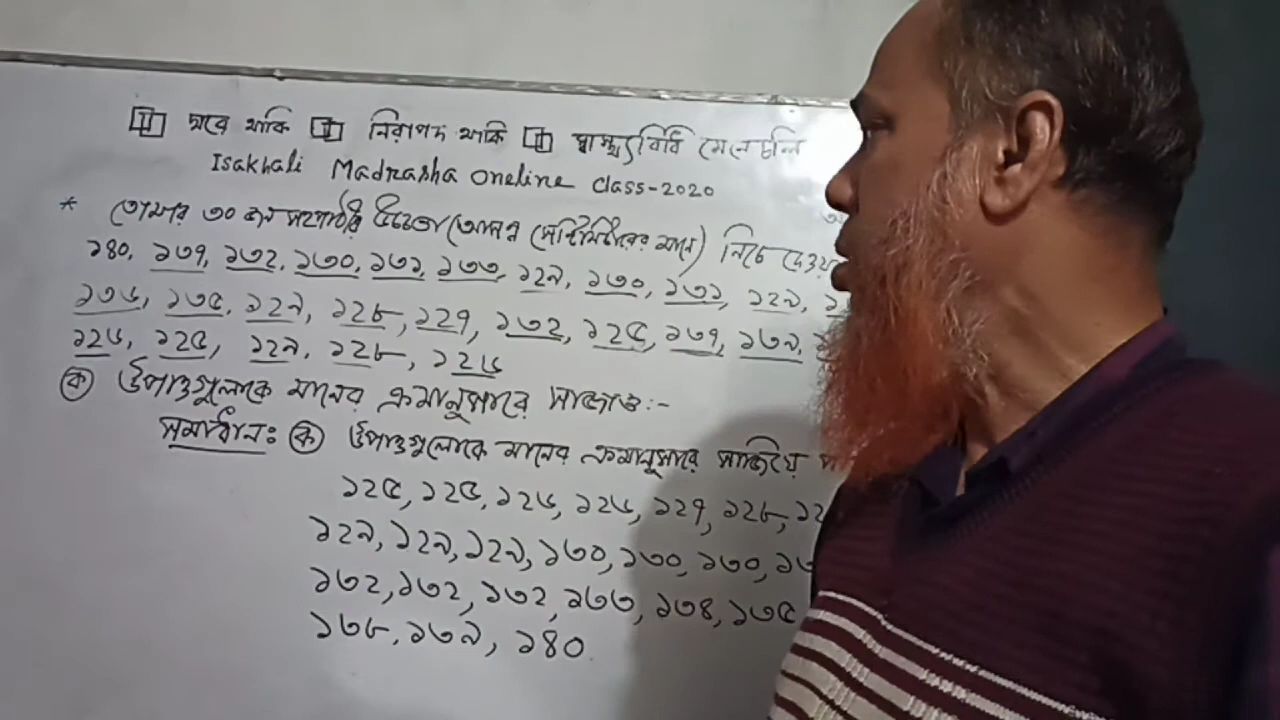 ঘরে থাকি নিরাপদ থাকি স্বাস্থ্যবিধি মেনে চলি
Isakhali Madrasha oneline class-2020
* তোমার ৩০ জন সহপাঠীর উচ্চতা (আসন্ন সেন্টিমিটারের মানে) নিচে
১৪০, ১৩৭, ১৩২, ১৩০, ১৩১, ১৩৩, ১২৯, ১৩০, ১৩১, ১২৯,
১৩৬, ১৩৫, ১২৯, ১২৮, ১২৭, ১৩২, ১২৫, ১৩৭, ১৩৯,
১২৬, ১২৫, ১২৯, ১২৮, ১২৬
ক উপাত্তগুলোকে মানের ক্রমানুসারে সাজাও:-
সমাধানঃ ক উপাত্তগুলোকে মানের ক্রমানুসারে সাজিয়ে
১২৫, ১২৫, ১২৬, ১২৬, ১২৭, ১২৮,
১২৯, ১২৯, ১২৯, ১৩০, ১৩০, ১৩০,
১৩২, ১৩২, ১৩২, ১৩৩, ১৩৪, ১৩৫
১৩৮, ১৩৯, ১৪০